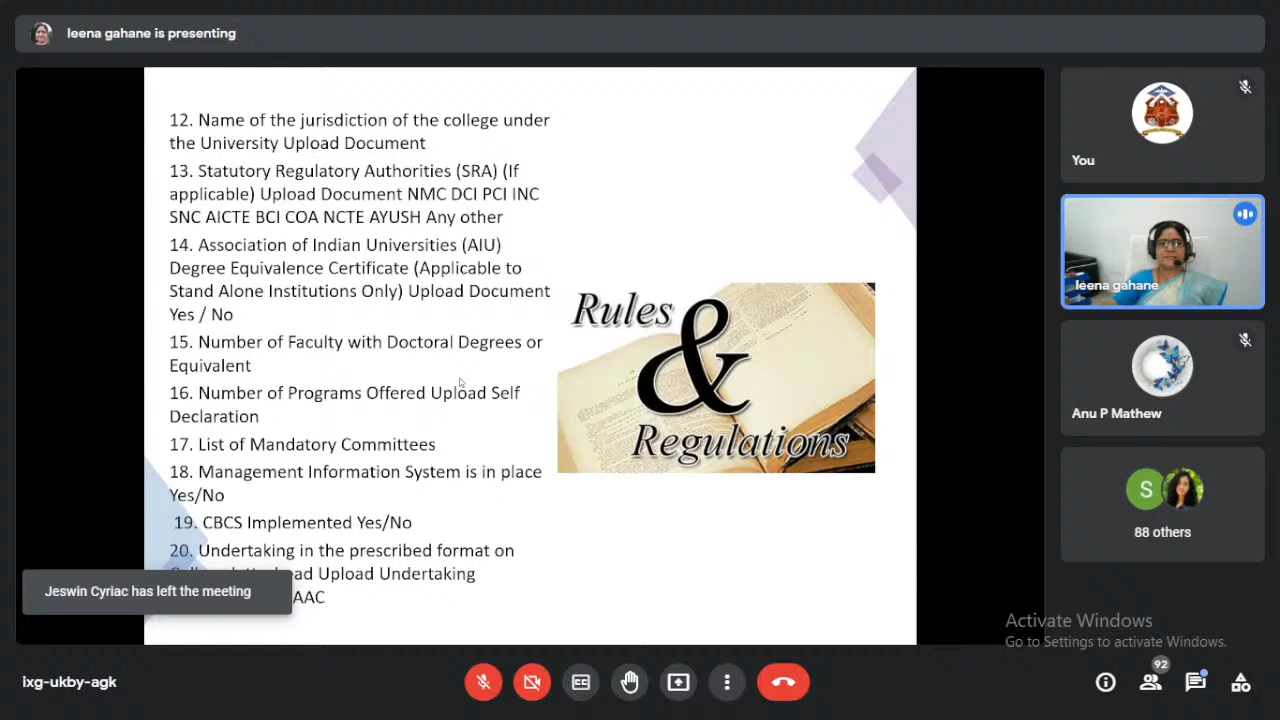 leena gahane is presenting
12. Name of the jurisdiction of the college under
the University Upload Document
13. Statutory Regulatory Authorities (SRA) (If
applicable) Upload Document NMC DCI PCI INC
SNC AICTE BCI COA NCTE AYUSH Any other
14. Association of Indian Universities (AIU)
Degree Equivalence Certificate (Applicable to
Stand Alone Institutions Only) Upload Document
Yes / No
15. Number of Faculty with Doctoral Degrees or
Equivalent
16. Number of Programs Offered Upload Self
Declaration
17. List of Mandatory Committees
18. Management Information System is in place
Yes/No
19. CBCS Implemented Yes/No
20. Undertaking in the prescribed format on
Upload Undertaking
AAC
Rules
&
Regulations
You
leena gahane
Anu P Mathew
S
88 others
Jeswin Cyriac has left the meeting
Activate Windows
Go to Settings to activate Windows.
ixg-ukby-agk
92